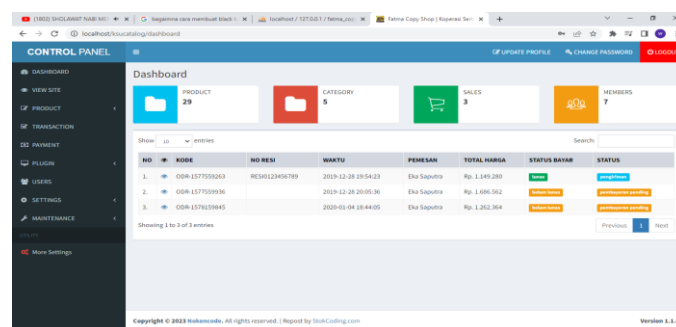 (1802) SHOLAWAT NABI
bagaimna cara membuat black
localhost / 127.0.0.1 / fatma_cop
Fatma Copy Shop | Koperasi Ser
localhost/koucatalog/dashboard
CONTROL PANEL
UPDATE PROFILE CHANGE PASSWORD LOGOU
DASHBOARD
VIEW SITE
PRODUCT
TRANSACTION
PAYMENT
PLUGIN
USERS
SETTINGS
MAINTENANCE
UTILITY
More Settings
Dashboard
PRODUCT 29
CATEGORY 5
SALES 3
MEMBERS 7
Show 10 entries Search:
NO KODE NO RESI WAKTU PEMESAN TOTAL HARGA STATUS BAYAR STATUS
1. ODR-1577559263 RESI0123456789 2019-12-28 19:54:23 Eka Saputra Rp. 1.149.280 lunas pengiriman
2. ODR-1577559936 2019-12-28 20:05:36 Eka Saputra Rp. 1.686.562 belum lunas pembayaran pending
3. ODR-1578159845 2020-01-04 18:44:05 Eka Saputra Rp. 1.262.364 belum lunas pembayaran pending
Showing 1 to 3 of 3 entries Previous 1 Next
Copyright © 2023 Nokencode. All rights reserved. | Repost by StokCoding.com Version 1.1.